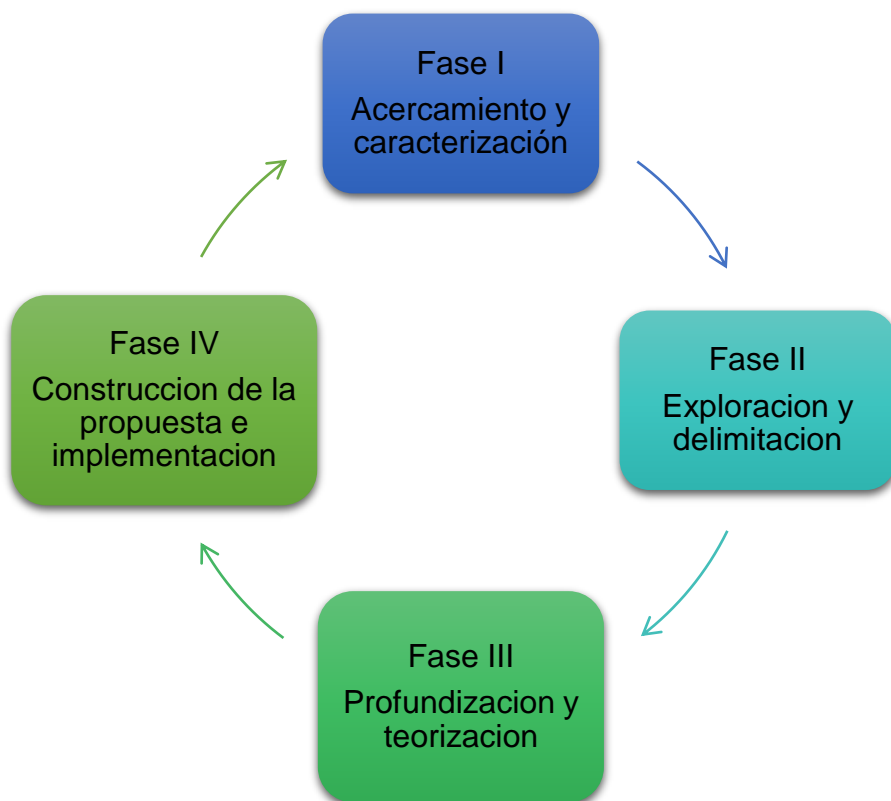 Fase I
Acercamiento y
caracterización
Fase II
Exploracion y
delimitacion
Fase III
Profundizacion y
teorizacion
Fase IV
Construccion de la
propuesta e
implementacion